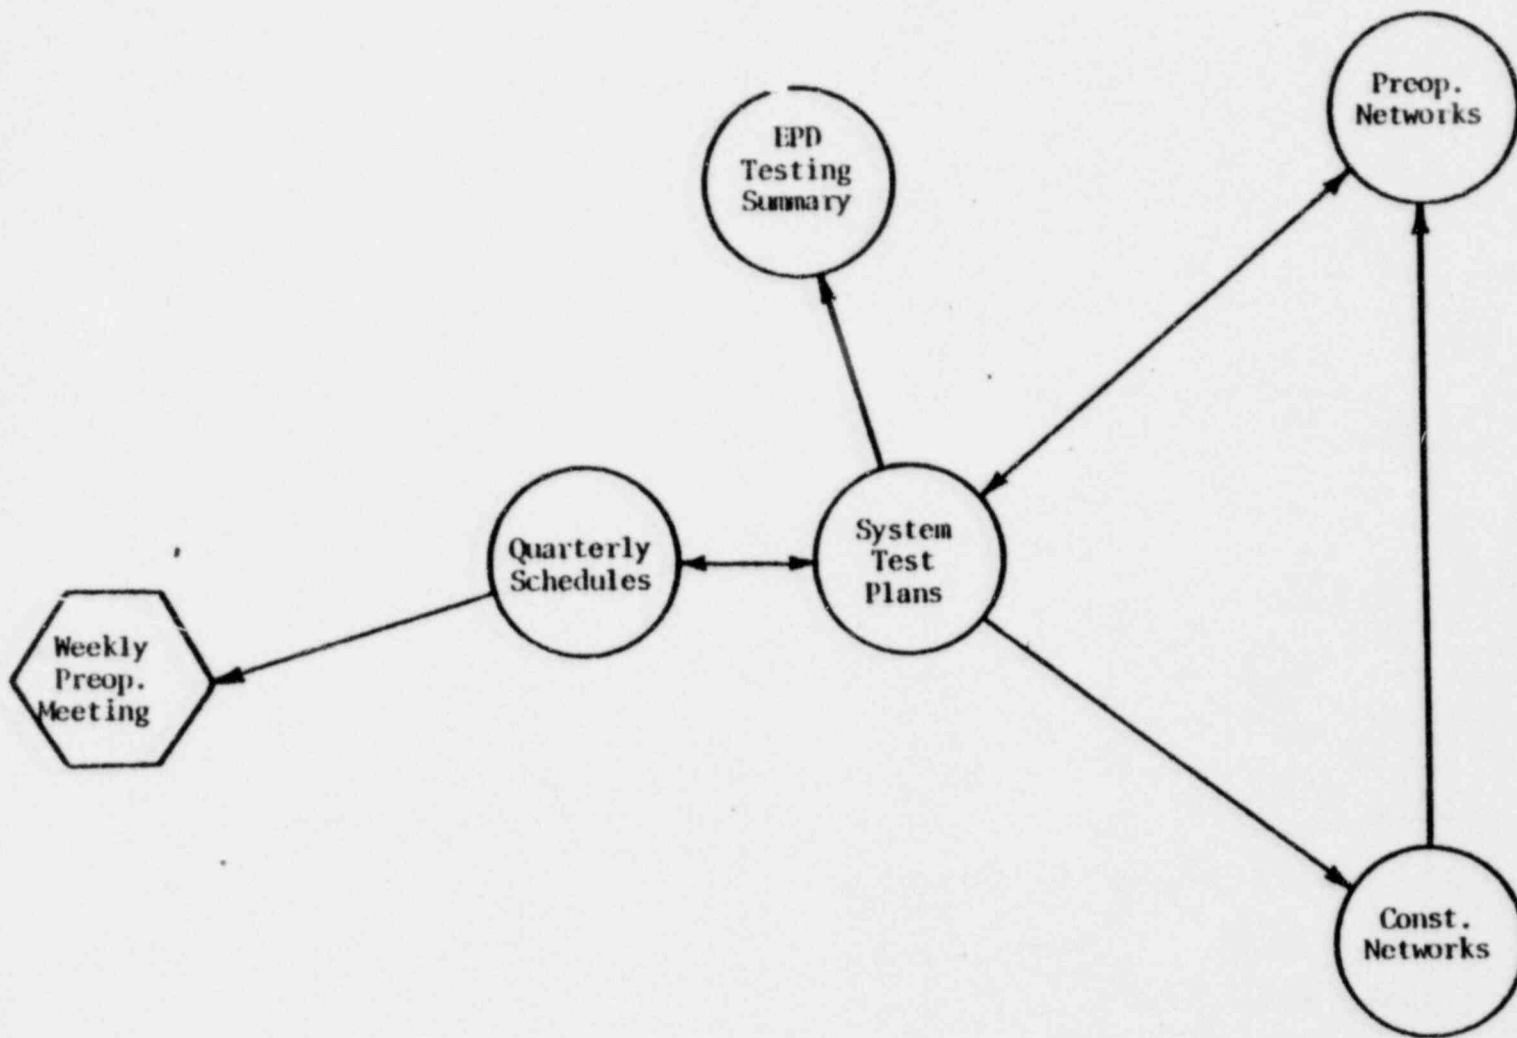 Preop.
Networks
EPD
Testing
Summary
System
Test
Plans
Quarterly
Schedules
Weekly
Preop.
Meeting
Const.
Networks